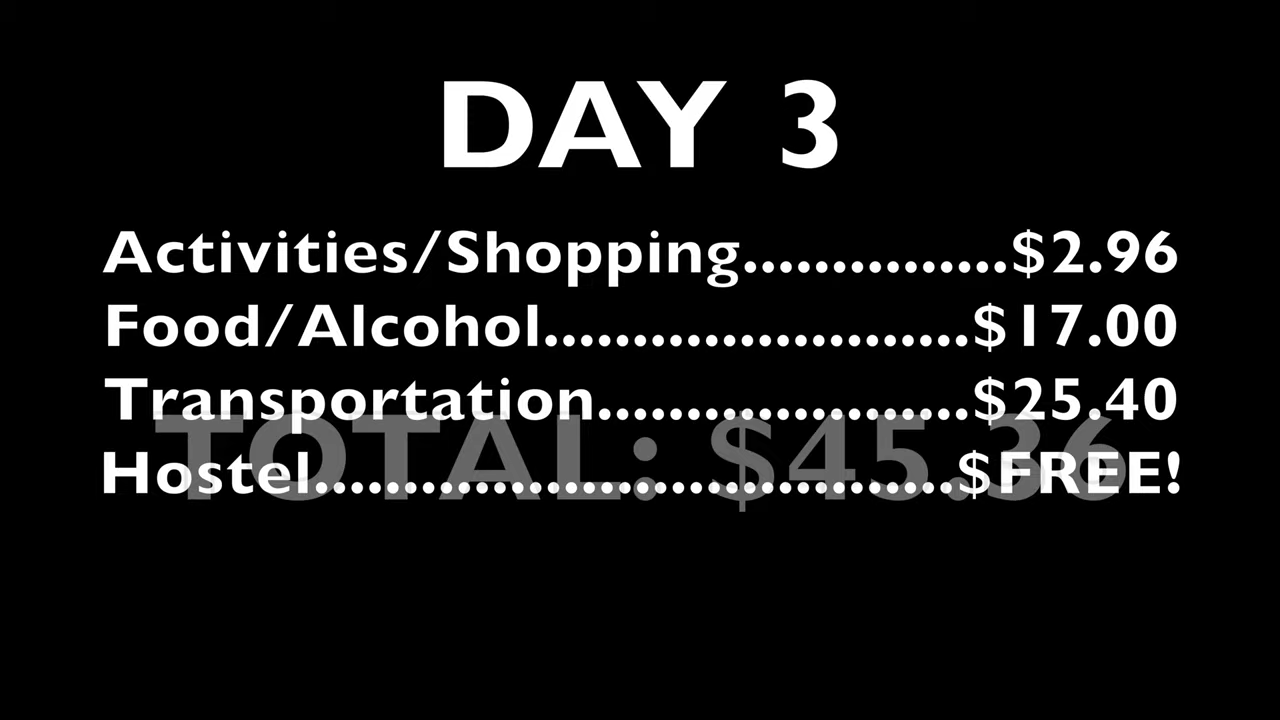 DAY 3
Activities/Shopping...............$2.96
Food/Alcohol........................$17.00
Transportation.....................$25.40
TOTAL: $45.36
Hostel....................................$FREE!